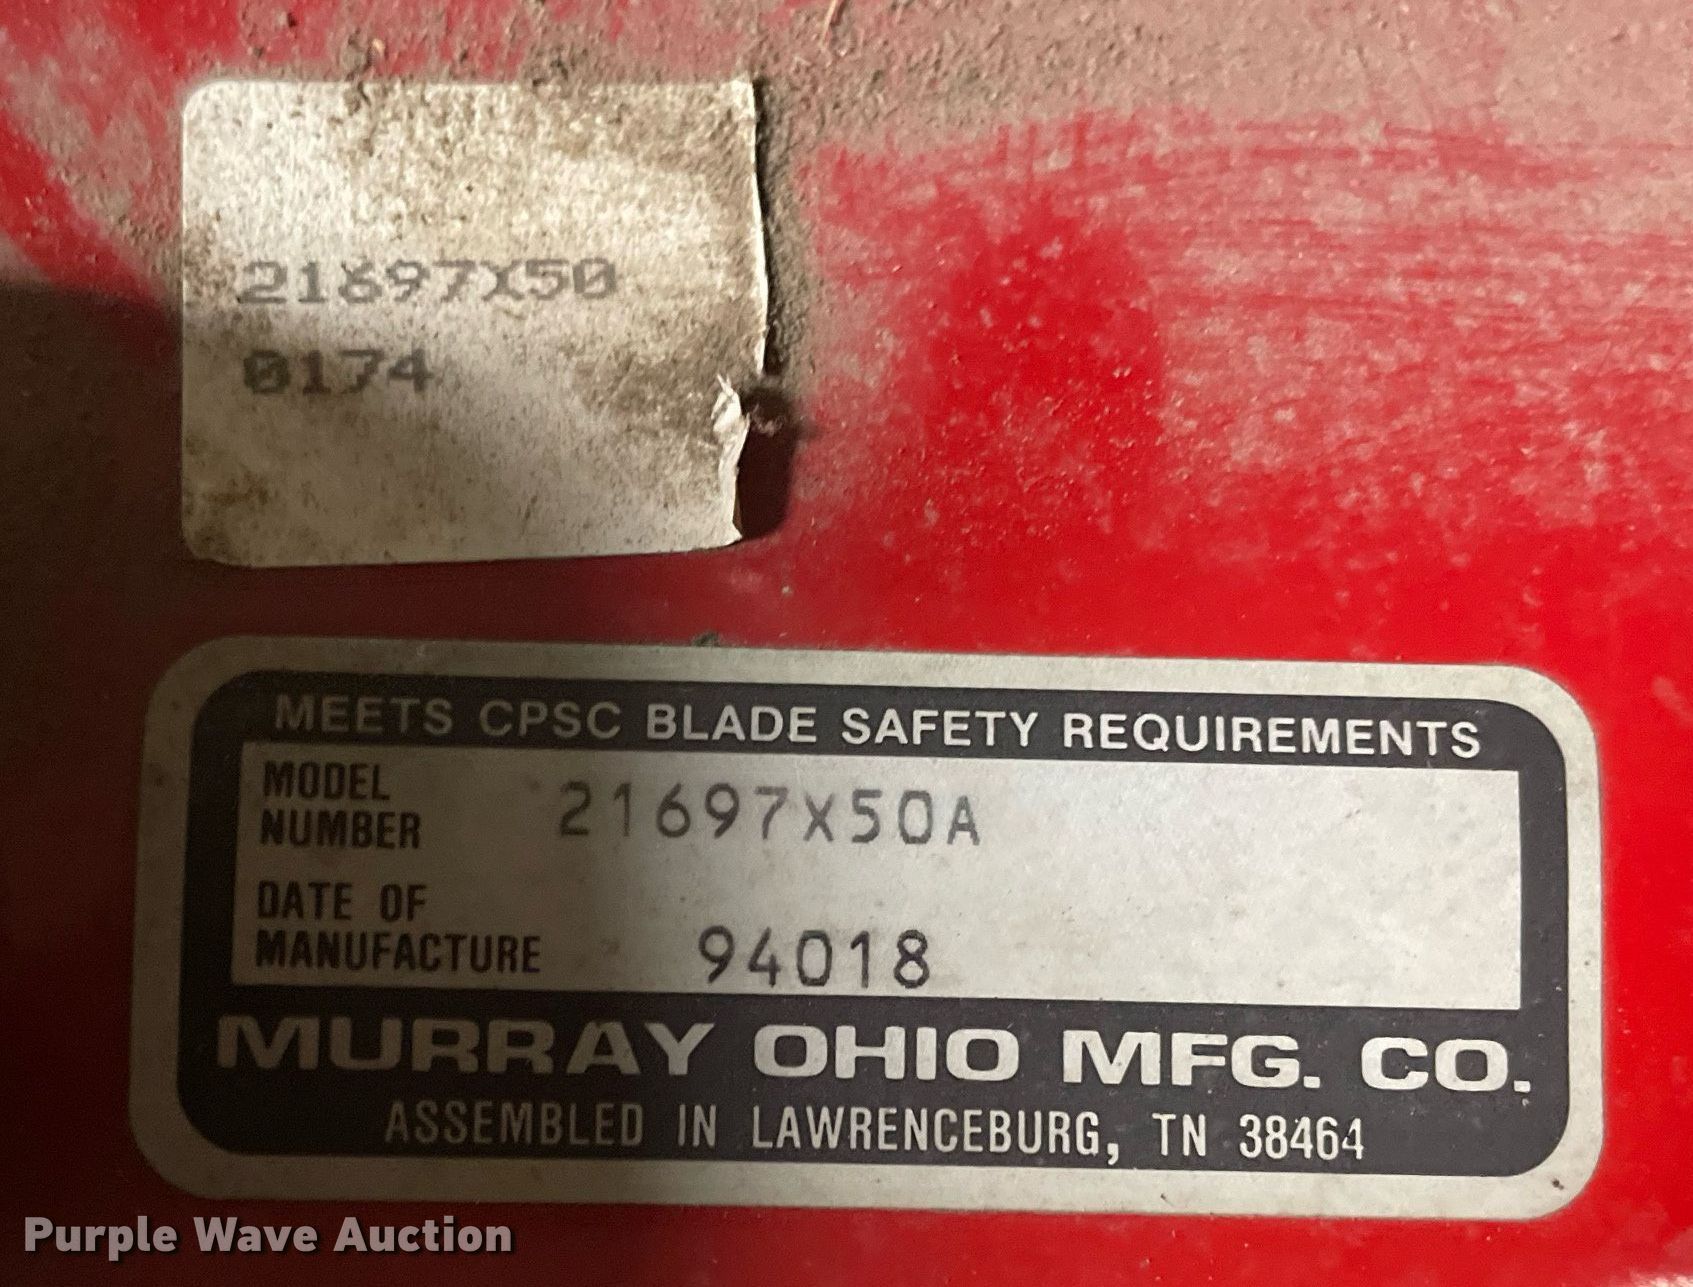 21697X50
0174
MEETS CPSC BLADE SAFETY REQUIREMENTS
MODEL NUMBER 21697X50A
DATE OF MANUFACTURE 94018
MURRAY OHIO MFG. CO.
ASSEMBLED IN LAWRENCEBURG, TN 38464
Purple Wave Auction